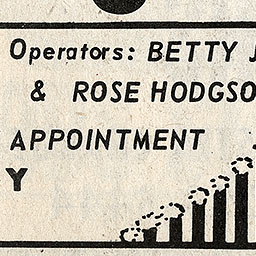 Operators: BETTY J
& ROSE HODGSO
APPOINTMENT
Y